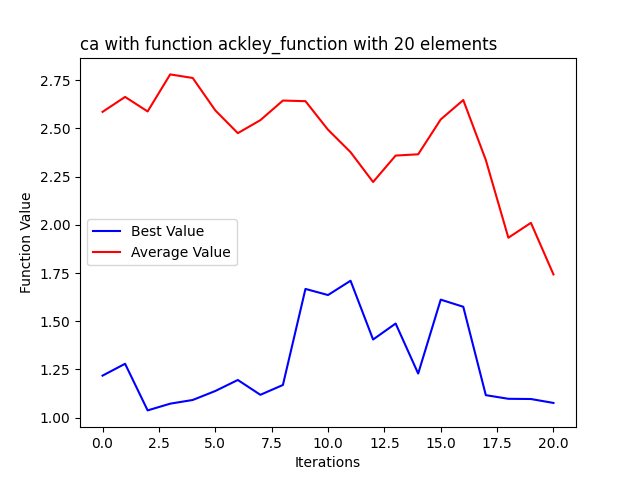 ca with function ackley_function with 20 elements
2.75
2.50
2.25
2.00
1.75
1.50
1.25
1.00
Function Value
Best Value
Average Value
0.0 2.5 5.0 7.5 10.0 12.5 15.0 17.5 20.0
Iterations